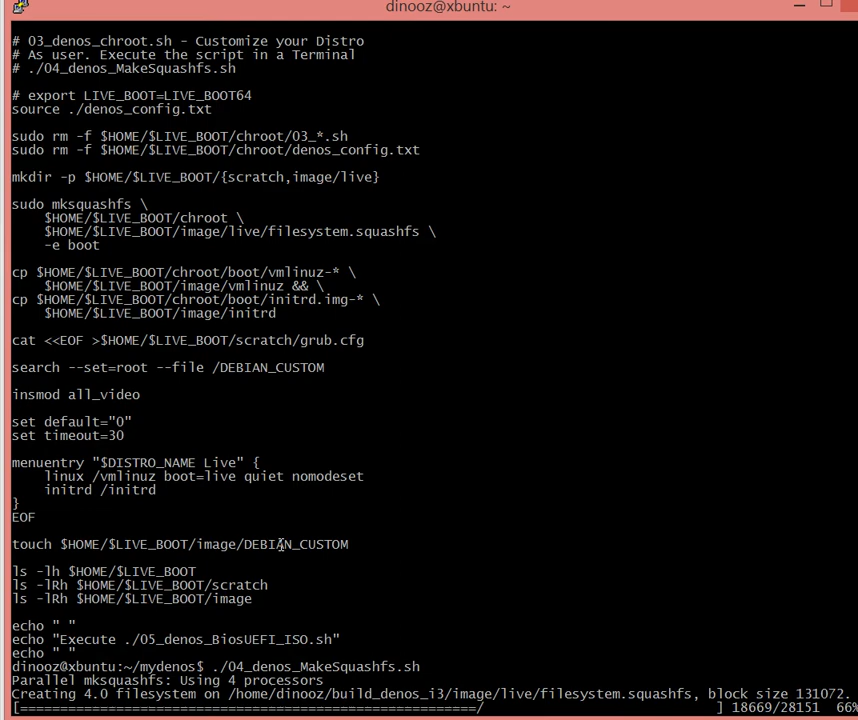 dinooz@xbuntu: ~
# 03_denos_chroot.sh - Customize your Distro
# As user. Execute the script in a Terminal
# ./04_denos_MakeSquashfs.sh
# export LIVE_BOOT=LIVE_BOOT64
source ./denos_config.txt
sudo rm -f $HOME/$LIVE_BOOT/chroot/03_*.sh
sudo rm -f $HOME/$LIVE_BOOT/chroot/denos_config.txt
mkdir -p $HOME/$LIVE_BOOT/{scratch,image/live}
sudo mksquashfs \
$HOME/$LIVE_BOOT/chroot \
$HOME/$LIVE_BOOT/image/live/filesystem.squashfs \
-e boot
cp $HOME/$LIVE_BOOT/chroot/boot/vmlinuz-* \
$HOME/$LIVE_BOOT/image/vmlinuz && \
cp $HOME/$LIVE_BOOT/chroot/boot/initrd.img-* \
$HOME/$LIVE_BOOT/image/initrd
cat <<EOF >$HOME/$LIVE_BOOT/scratch/grub.cfg
search --set=root --file /DEBIAN_CUSTOM
insmod all_video
set default="0"
set timeout=30
menuentry "$DISTRO_NAME Live" {
linux /vmlinuz boot=live quiet nomodeset
initrd /initrd
}
EOF
touch $HOME/$LIVE_BOOT/image/DEBIAN_CUSTOM
ls -lh $HOME/$LIVE_BOOT
ls -lRh $HOME/$LIVE_BOOT/scratch
ls -lRh $HOME/$LIVE_BOOT/image
echo " "
echo "Execute ./05_denos_BiosUEFI_ISO.sh"
echo " "
dinooz@xbuntu:~/mydenos$ ./04_denos_MakeSquashfs.sh
Parallel mksquashfs: Using 4 processors
Creating 4.0 filesystem on /home/dinooz/build_denos_i3/image/live/filesystem.squashfs, block size 131072.
[=========================================================/ ] 18669/28151 66%